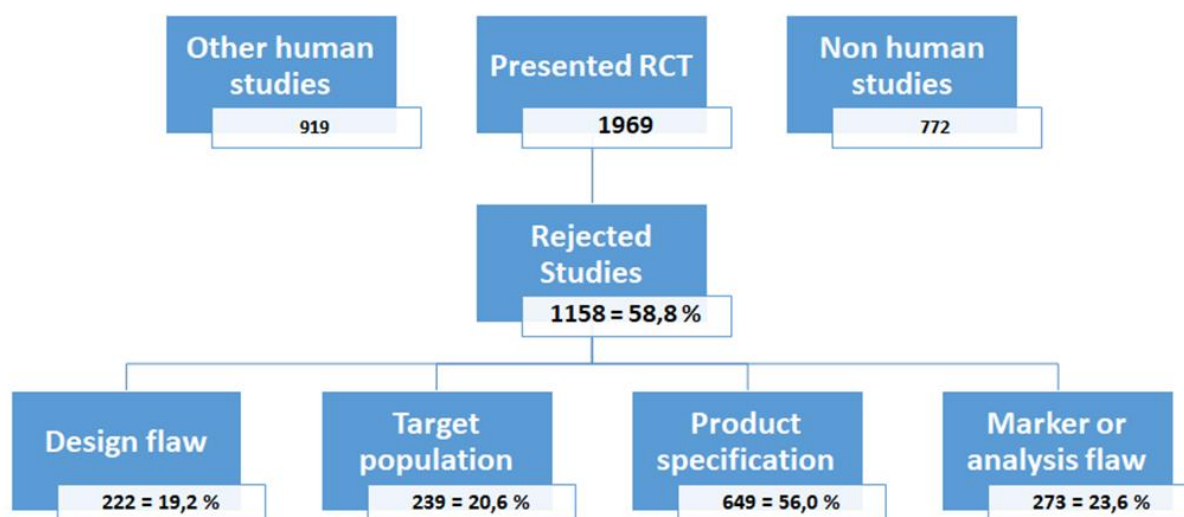 Other human
studies
919
Presented RCT
1969
Non human
studies
772
Rejected
Studies
1158 = 58,8 %
Design flaw
222 = 19,2 %
Target
population
239 = 20,6 %
Product
specification
649 = 56,0 %
Marker or
analysis flaw
273 = 23,6 %